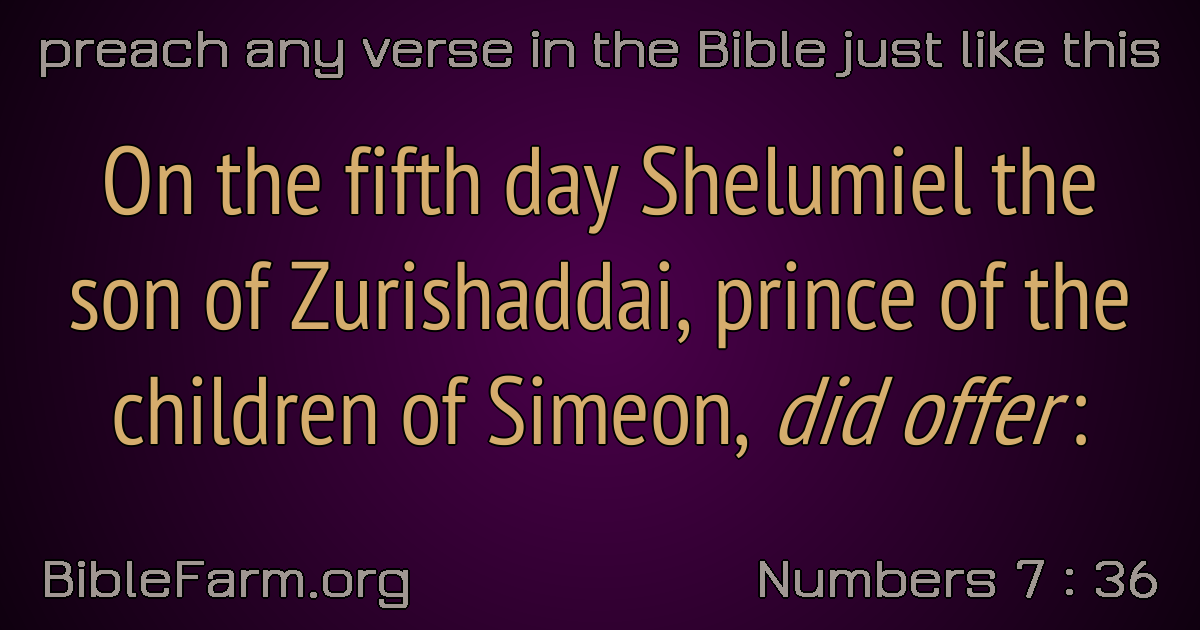 preach any verse in the Bible just like this
On the fifth day Shelumiel the
son of Zurishaddai, prince of the
children of Simeon, did offer:
BibleFarm.org
Numbers 7 : 36